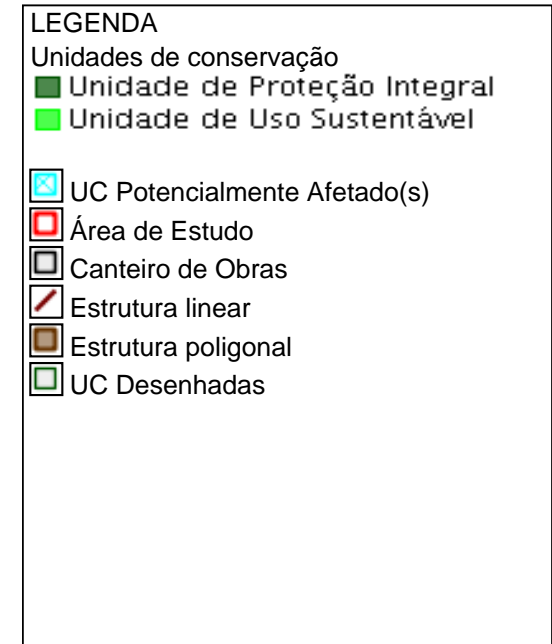 LEGENDA
Unidades de conservação
Unidade de Proteção Integral
Unidade de Uso Sustentável
UC Potencialmente Afetado(s)
Área de Estudo
Canteiro de Obras
Estrutura linear
Estrutura poligonal
UC Desenhadas